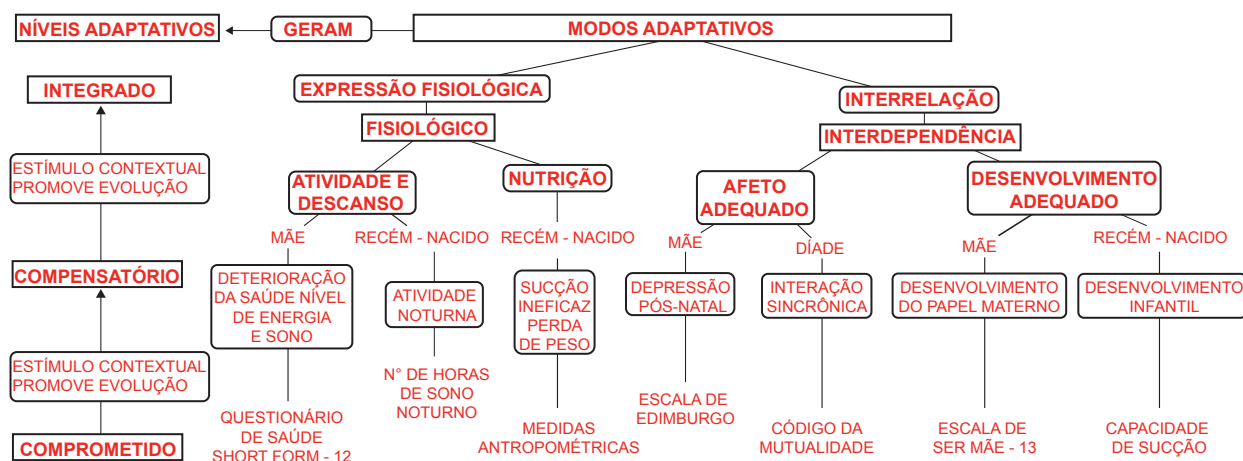 NÍVEIS ADAPTATIVOS
GERAM
MODOS ADAPTATIVOS
INTEGRADO
ESTÍMULO CONTEXTUAL
PROMOVE EVOLUÇÃO
COMPENSATÓRIO
ESTÍMULO CONTEXTUAL
PROMOVE EVOLUÇÃO
COMPROMETIDO
EXPRESSÃO FISIOLÓGICA
FISIOLÓGICO
ATIVIDADE E
DESCANSO
MÃE
DETERIORAÇÃO
DA SAÚDE NÍVEL
DE ENERGIA
E SONO
QUESTIONÁRIO
DE SAÚDE
SHORT FORM - 12
RECÉM - NACIDO
ATIVIDADE
NOTURNA
N° DE HORAS
DE SONO
NOTURNO
NUTRIÇÃO
RECÉM - NACIDO
SUCÇÃO
INEFICAZ
PERDA
DE PESO
MEDIDAS
ANTROPOMÉTRICAS
INTERRELAÇÃO
INTERDEPENDÊNCIA
AFETO
ADEQUADO
MÃE
DEPRESSÃO
PÓS-NATAL
ESCALA DE
EDIMBURGO
DÍADE
INTERAÇÃO
SINCRÔNICA
CÓDIGO DA
MUTUALIDADE
DESENVOLVIMENTO
ADEQUADO
MÃE
DESENVOLVIMENTO
DO PAPEL MATERNO
ESCALA DE
SER MÃE - 13
RECÉM - NACIDO
DESENVOLVIMENTO
INFANTIL
CAPACIDADE
DE SUCÇÃO